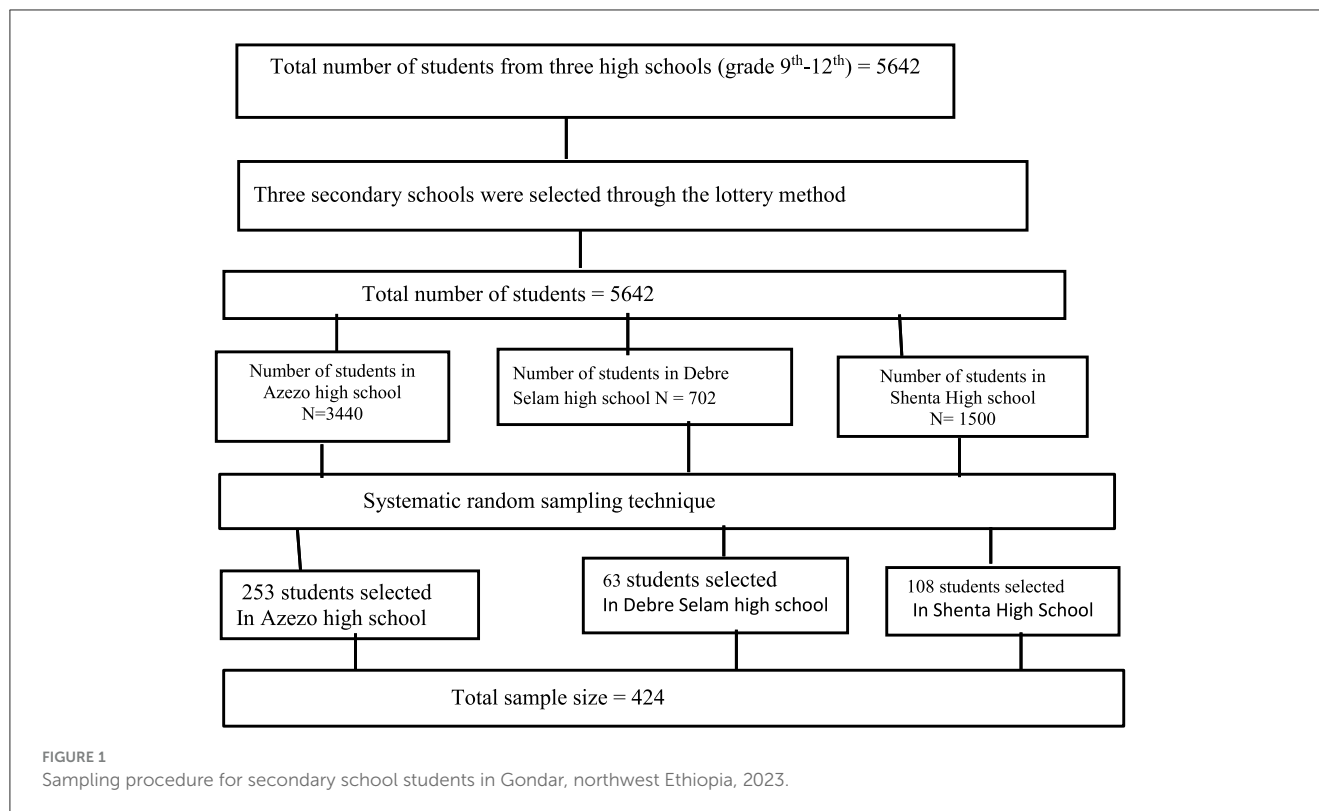 Total number of students from three high schools (grade 9th-12th) = 5642
Three secondary schools were selected through the lottery method
Total number of students = 5642
Number of students in
Azezo high school
N=3440
Number of students in Debre
Selam high school N = 702
Number of students in
Shenta High school
N= 1500
Systematic random sampling technique
253 students selected
In Azezo high school
63 students selected
In Debre Selam high school
108 students selected
In Shenta High School
Total sample size = 424
FIGURE 1
Sampling procedure for secondary school students in Gondar, northwest Ethiopia, 2023.